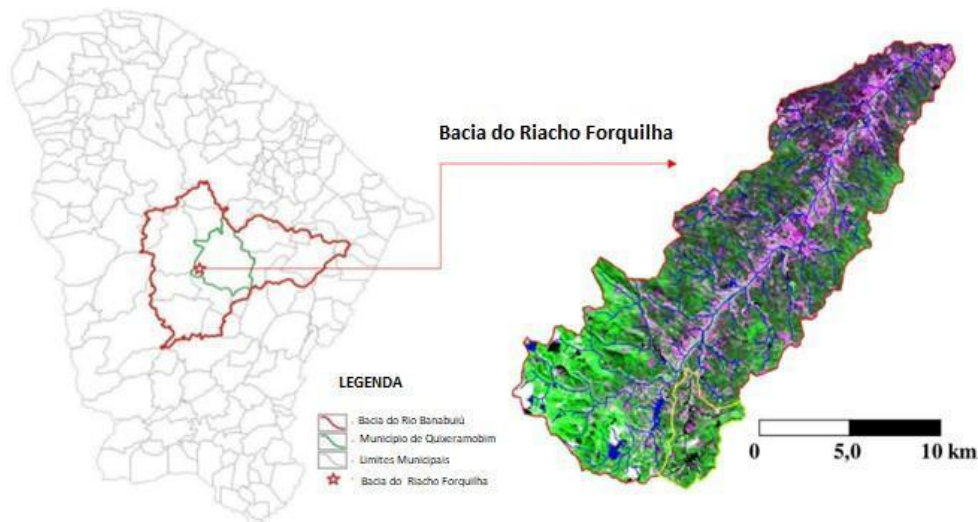 Bacia do Riacho Forquilha
LEGENDA
- Bacia do Rio Banabuiú
- Município de Quixeramobim
- Limites Municipais
- Bacia do Riacho Forquilha
0 5,0 10 km